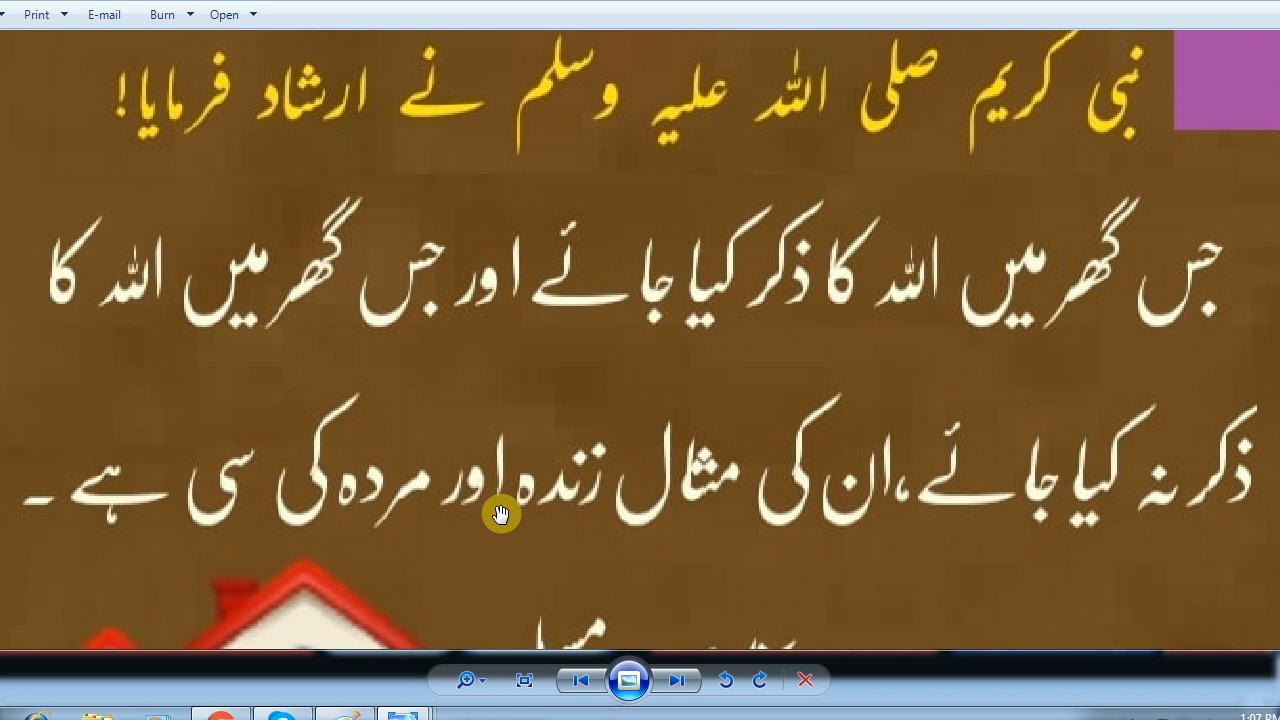 Print E-mail Burn Open
نبی کریم صلی اللہ علیہ وسلم نے ارشاد فرمایا!
جس گھر میں اللہ کا ذکر کیا جائے اور جس گھر میں اللہ کا
ذکر نہ کیا جائے، ان کی مثال زندہ اور مردہ کی سی ہے ۔